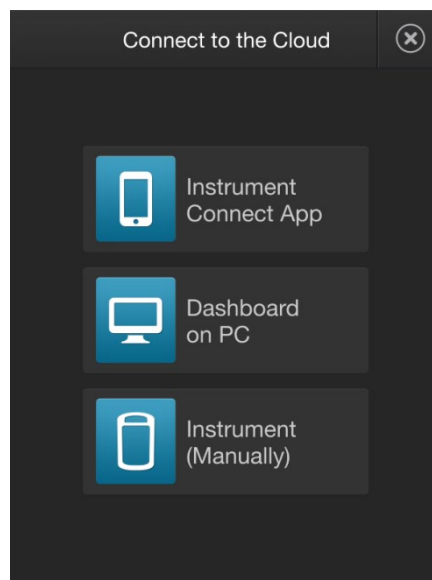 Connect to the Cloud
Instrument
Connect App
Dashboard
on PC
Instrument
(Manually)